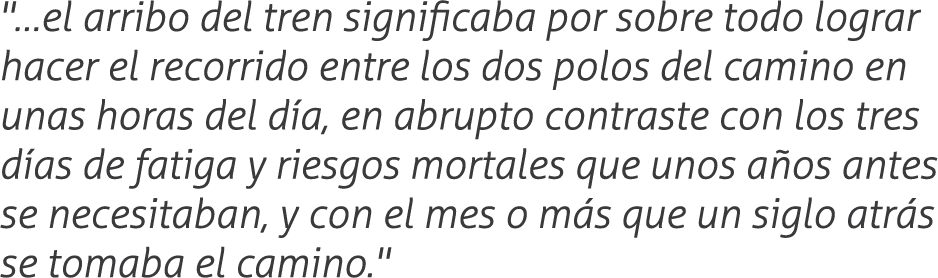 "...el arribo del tren significaba por sobre todo lograr
hacer el recorrido entre los dos polos del camino en
unas horas del día, en abrupto contraste con los tres
días de fatiga y riesgos mortales que unos años antes
se necesitaban, y con el mes o más que un siglo atrás
se tomaba el camino."